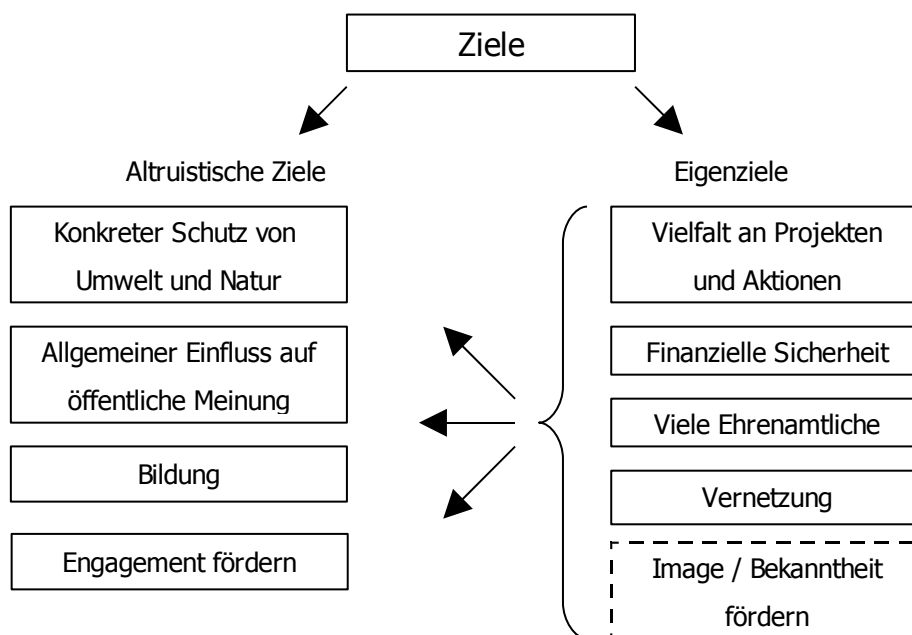 Ziele
Altruistische Ziele
Konkreter Schutz von
Umwelt und Natur
Allgemeiner Einfluss auf
öffentliche Meinung
Bildung
Engagement fördern
Eigenziele
Vielfalt an Projekten
und Aktionen
Finanzielle Sicherheit
Viele Ehrenamtliche
Vernetzung
Image / Bekanntheit
fördern